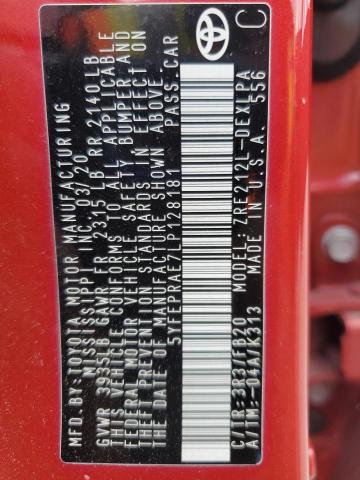 MFD.BY: TOYOTA MOTOR MANUFACTURING
MISSISSIPPI INC. 03/20
GVWR 3935LB GAWR FR 2315 LB RR 2140LB
THIS VEHICLE CONFORMS TO ALL APPLICABLE
FEDERAL MOTOR VEHICLE SAFETY BUMPER, AND
THEFT PREVENTION STANDARDS IN EFFECT ON
THE DATE OF MANUFACTURE SHOWN ABOVE.
5YFEPRAE7LP128181 PASS.CAR
C/TR: 3R3/FB20
A/TM: -04A/K313
MODEL: ZRE212L-DEXLPA
MADE IN U.S.A. 556
TOYOTA
C